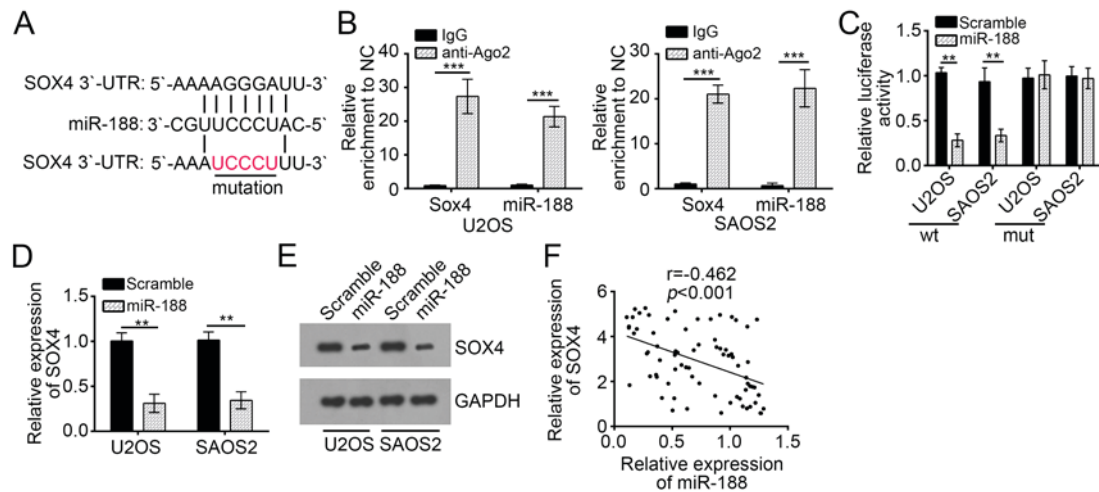 A
SOX4 3`-UTR: 5`-AAAAGGGAUU-3`
miR-188: 3`-CGUUCCCUAC-5`
SOX4 3`-UTR: 5`-AAAUCCCUUU-3`
mutation
B
IgG
anti-Ago2
Relative
enrichment to NC
40
30
20
10
0
***
***
Sox4
miR-188
U2OS
IgG
anti-Ago2
Relative
enrichment to NC
30
20
10
0
***
***
Sox4
miR-188
SAOS2
C
Scramble
miR-188
Relative luciferase
activity
1.5
1.0
0.5
0.0
**
**
U2OS
SAOS2
U2OS
SAOS2
wt
mut
D
Scramble
miR-188
Relative expression
of SOX4
1.5
1.0
0.5
0.0
**
**
U2OS
SAOS2
E
Scramble
miR-188
Scramble
miR-188
SOX4
GAPDH
U2OS
SAOS2
F
r=-0.462
p<0.001
Relative expression
of SOX4
6
4
2
0
0.0
0.5
1.0
1.5
Relative expression
of miR-188